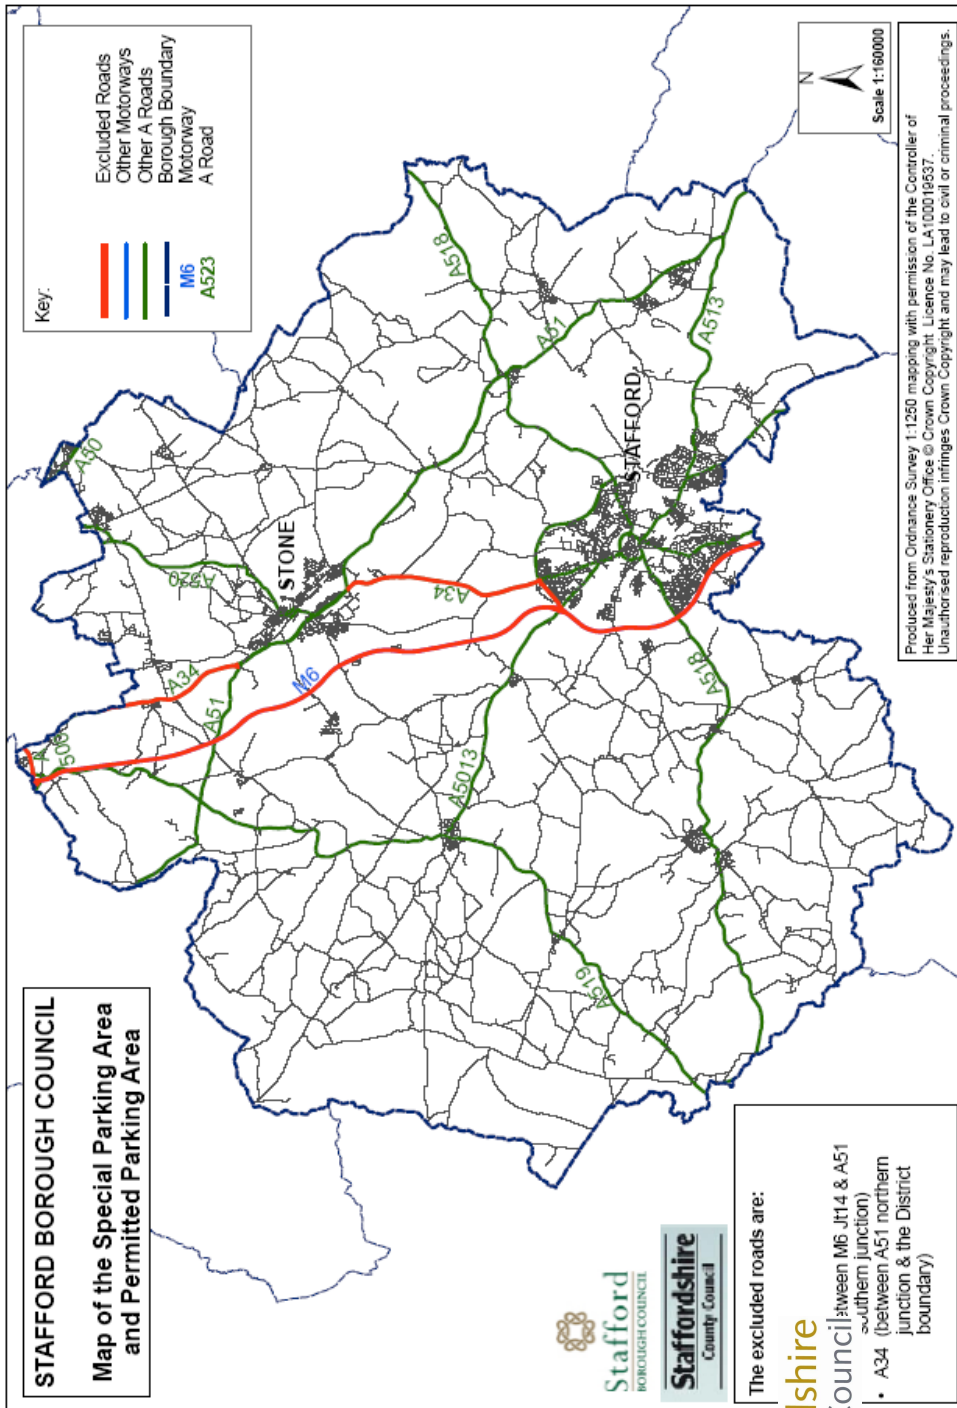 STAFFORD BOROUGH COUNCIL
Map of the Special Parking Area
and Permitted Parking Area
Key:
Excluded Roads
Other Motorways
Other A Roads
Borough Boundary
M6 Motorway
A523 A Road
A50
A520
STONE
A34
A51
M6
A34
A500
A5013
A519
A518
A518
A51
A513
STAFFORD
N
Scale 1:160000
Produced from Ordnance Survey 1:1250 mapping with permission of the Controller of
Her Majesty's Stationery Office © Crown Copyright. Licence No. LA100019537.
Unauthorised reproduction infringes Crown Copyright and may lead to civil or criminal proceedings.
Stafford
BOROUGH COUNCIL
Staffordshire
County Council
The excluded roads are:
tween M6 Jt14 & A51
southern junction)
• A34 (between A51 northern
junction & the District
boundary)
dshire
ouncil